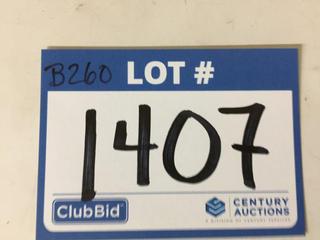 B260 LOT #
1407
ClubBid
CENTURY
AUCTIONS
A DIVISION OF CENTURY SERVICES